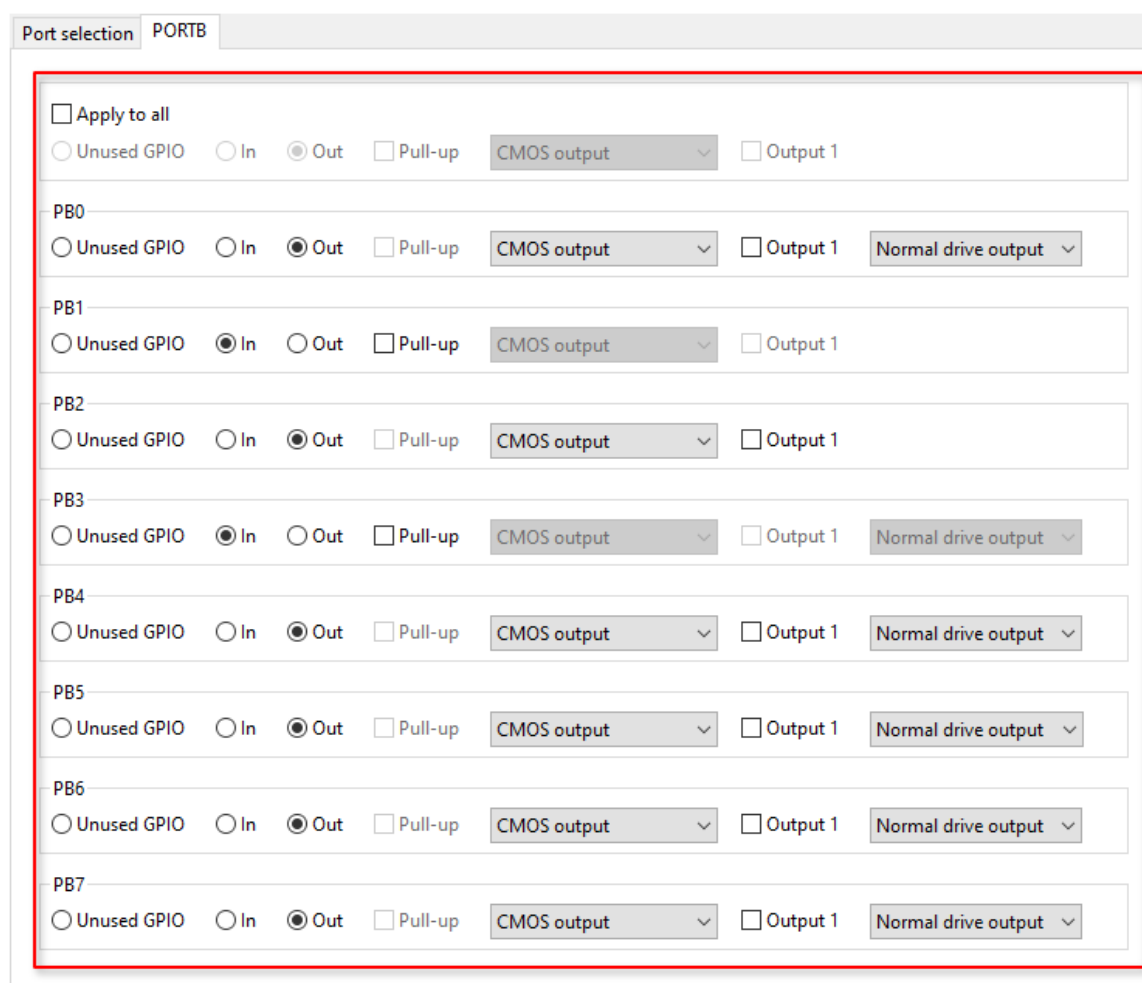 Port selection PORTB
Apply to all
Unused GPIO In Out Pull-up CMOS output Output 1
PB0
Unused GPIO In Out Pull-up CMOS output Output 1 Normal drive output
PB1
Unused GPIO In Out Pull-up CMOS output Output 1
PB2
Unused GPIO In Out Pull-up CMOS output Output 1
PB3
Unused GPIO In Out Pull-up CMOS output Output 1 Normal drive output
PB4
Unused GPIO In Out Pull-up CMOS output Output 1 Normal drive output
PB5
Unused GPIO In Out Pull-up CMOS output Output 1 Normal drive output
PB6
Unused GPIO In Out Pull-up CMOS output Output 1 Normal drive output
PB7
Unused GPIO In Out Pull-up CMOS output Output 1 Normal drive output